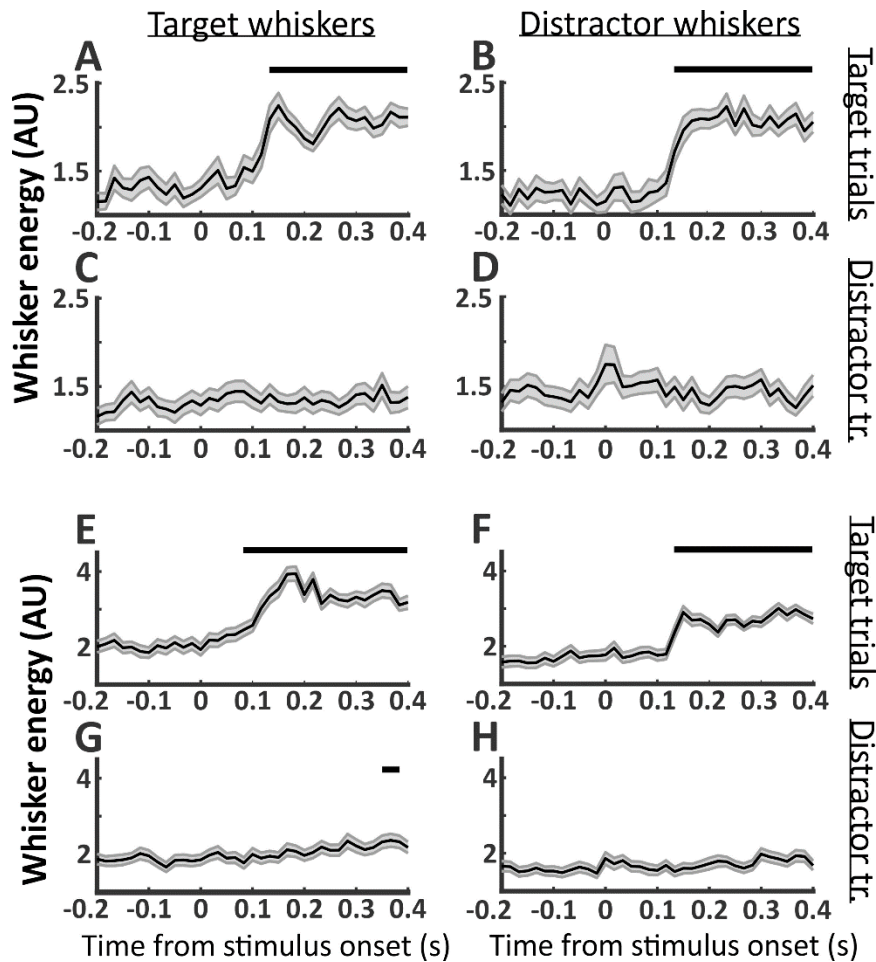 Target whiskers
Distractor whiskers
A
B
2.5
1.5
-0.2 -0.1 0 0.1 0.2 0.3 0.4
2.5
1.5
-0.2 -0.1 0 0.1 0.2 0.3 0.4
Target trials
C
D
2.5
1.5
-0.2 -0.1 0 0.1 0.2 0.3 0.4
2.5
1.5
-0.2 -0.1 0 0.1 0.2 0.3 0.4
Distractor tr.
Whisker energy (AU)
E
F
4
2
-0.2 -0.1 0 0.1 0.2 0.3 0.4
4
2
-0.2 -0.1 0 0.1 0.2 0.3 0.4
Target trials
G
H
4
2
-0.2 -0.1 0 0.1 0.2 0.3 0.4
4
2
-0.2 -0.1 0 0.1 0.2 0.3 0.4
Distractor tr.
Whisker energy (AU)
Time from stimulus onset (s)
Time from stimulus onset (s)